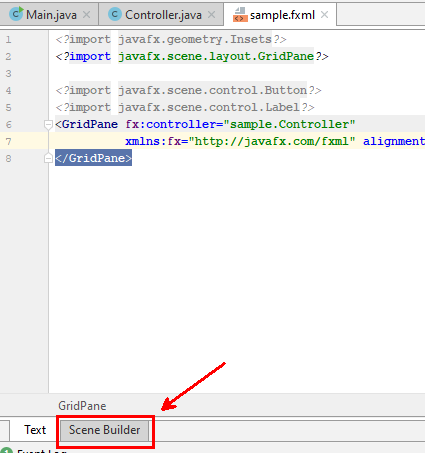 Main.java Controller.java sample.fxml
1 <?import javafx.geometry.Insets?>
2 <?import javafx.scene.layout.GridPane?>
3
4 <?import javafx.scene.control.Button?>
5 <?import javafx.scene.control.Label?>
6 <GridPane fx:controller="sample.Controller"
7 xmlns:fx="http://javafx.com/fxml" alignment
8 </GridPane>
GridPane
Text Scene Builder
Event Log